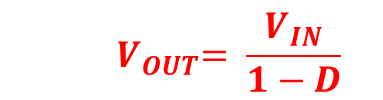 V_OUT = V_IN / (1 − D)